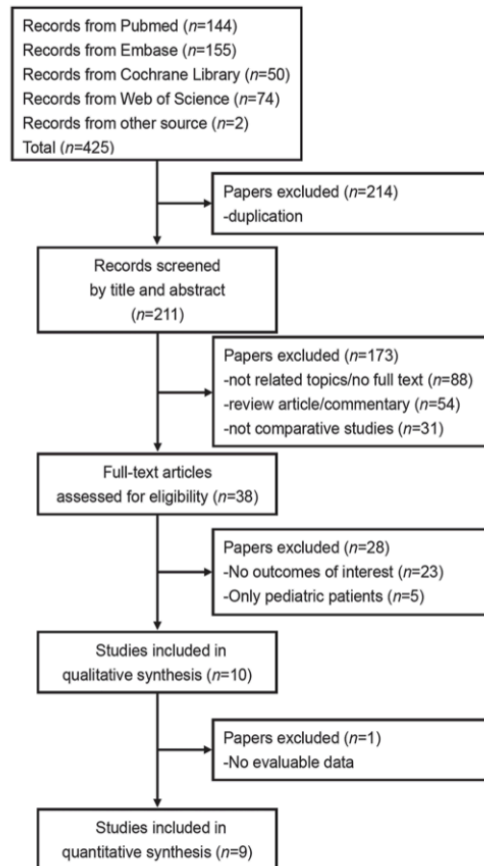 Records from Pubmed (n=144)
Records from Embase (n=155)
Records from Cochrane Library (n=50)
Records from Web of Science (n=74)
Records from other source (n=2)
Total (n=425)
Papers excluded (n=214)
-duplication
Records screened
by title and abstract
(n=211)
Papers excluded (n=173)
-not related topics/no full text (n=88)
-review article/commentary (n=54)
-not comparative studies (n=31)
Full-text articles
assessed for eligibility (n=38)
Papers excluded (n=28)
-No outcomes of interest (n=23)
-Only pediatric patients (n=5)
Studies included in
qualitative synthesis (n=10)
Papers excluded (n=1)
-No evaluable data
Studies included in
quantitative synthesis (n=9)